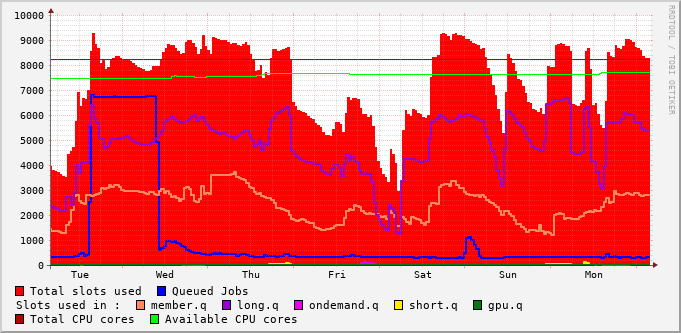 10000
9000
8000
7000
6000
5000
4000
3000
2000
1000
0
Tue Wed Thu Fri Sat Sun Mon
RRDTOOL / TOBI OETIKER
Total slots used Queued Jobs
Slots used in : member.q long.q ondemand.q short.q gpu.q
Total CPU cores Available CPU cores